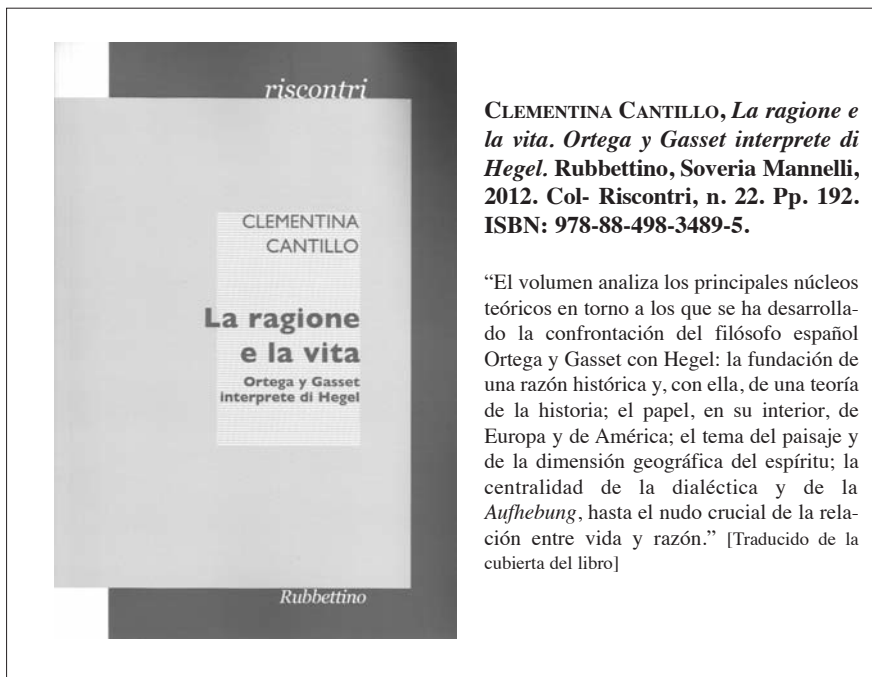 riscontri
CLEMENTINA
CANTILLO
La ragione
e la vita
Ortega y Gasset
interprete di Hegel
Rubbettino
CLEMENTINA CANTILLO, La ragione e
la vita. Ortega y Gasset interprete di
Hegel. Rubbettino, Soveria Mannelli,
2012. Col- Riscontri, n. 22. Pp. 192.
ISBN: 978-88-498-3489-5.
“El volumen analiza los principales núcleos
teóricos en torno a los que se ha desarrolla-
do la confrontación del filósofo español
Ortega y Gasset con Hegel: la fundación de
una razón histórica y, con ella, de una teoría
de la historia; el papel, en su interior, de
Europa y de América; el tema del paisaje y
de la dimensión geográfica del espíritu; la
centralidad de la dialéctica y de la
Aufhebung, hasta el nudo crucial de la rela-
ción entre vida y razón.” [Traducido de la
cubierta del libro]